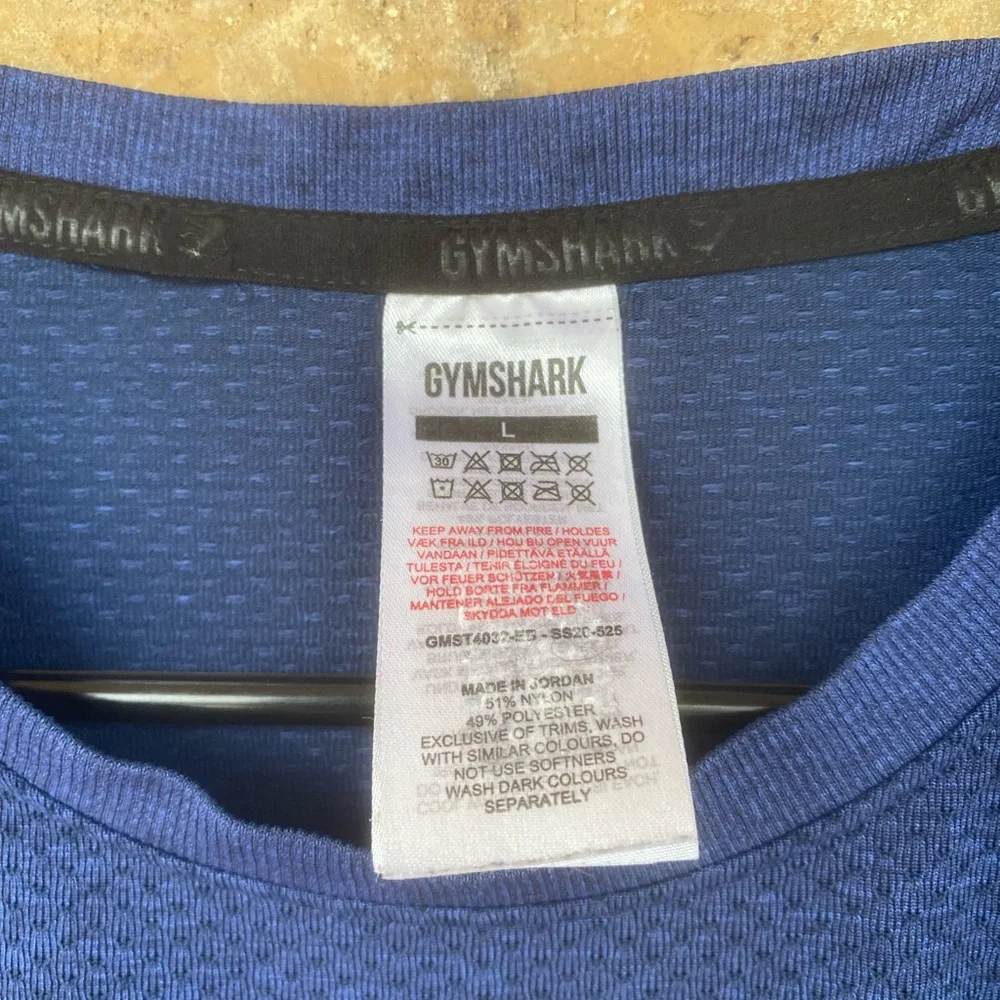 GYMSHARK
GYMSHARK
L
30
KEEP AWAY FROM FIRE / HOLDES
VÆK FRA ILD / HOU BIJ OPEN VUUR
VANDAAN / PIDETTÄVÄ ETÄÄLLÄ
TULESTA / TENIR ÉLOIGNÉ DU FEU /
VOR FEUER SCHÜTZEN /
HOLD BORTE FRA FLAMMER /
MANTENER ALEJADO DEL FUEGO /
SKYDDA MOT ELD
SS20-525
MADE IN JORDAN
51% NYLON
49% POLYESTER
EXCLUSIVE OF TRIMS, WASH
WITH SIMILAR COLOURS, DO
NOT USE SOFTNERS
WASH DARK COLOURS
SEPARATELY